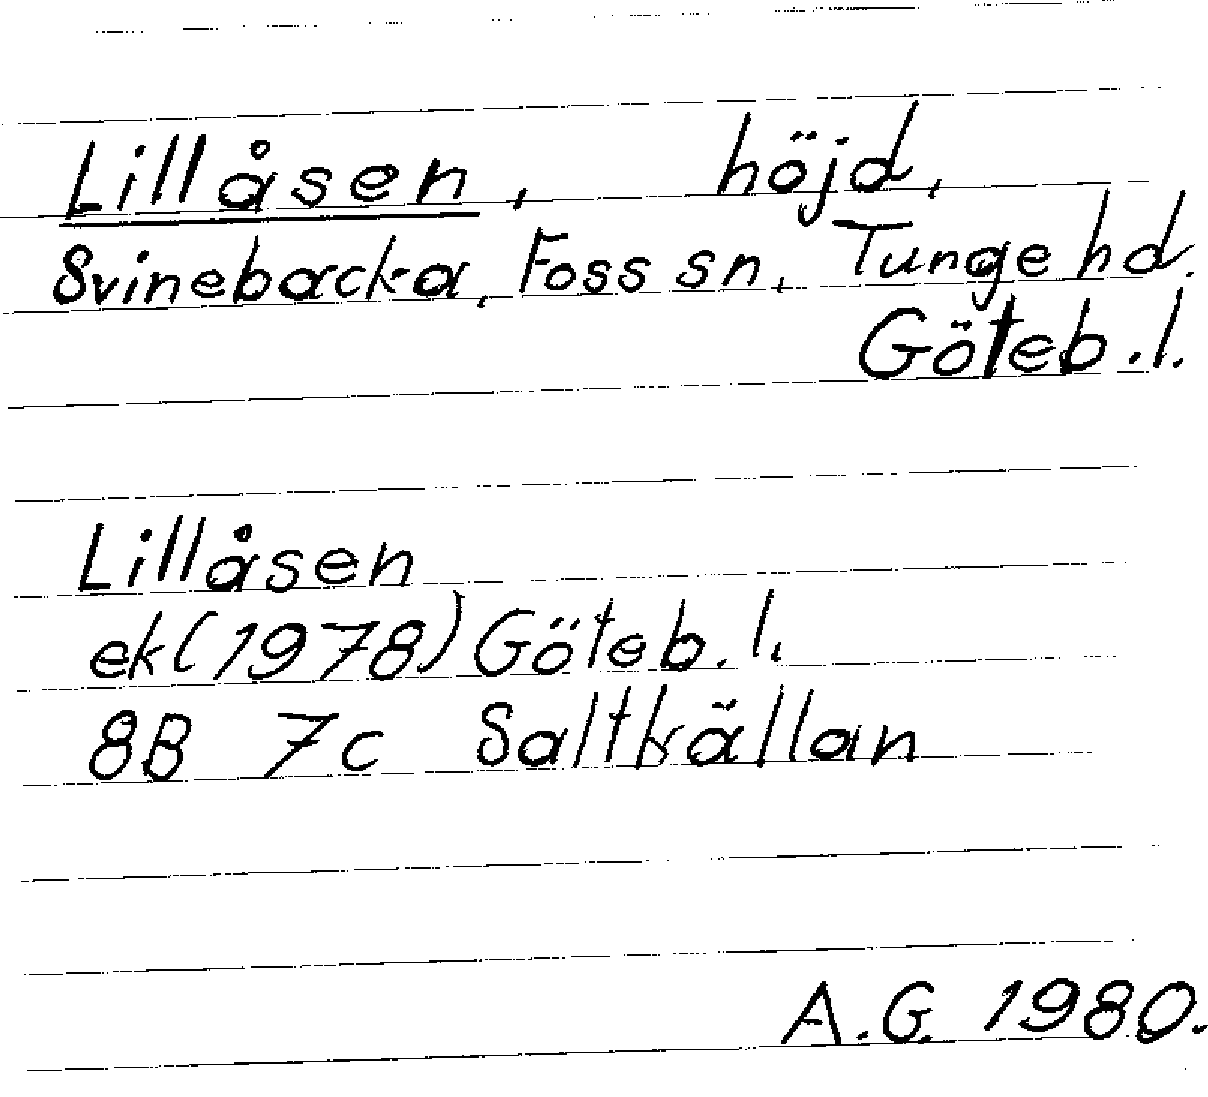 Lillåsen, höjd,
Svinebacka, Foss sn, Tunge hd.
Göteb.l.
Lillåsen
ek(1978) Göteb.l.
8B 7c Saltkällan
A.G. 1980.